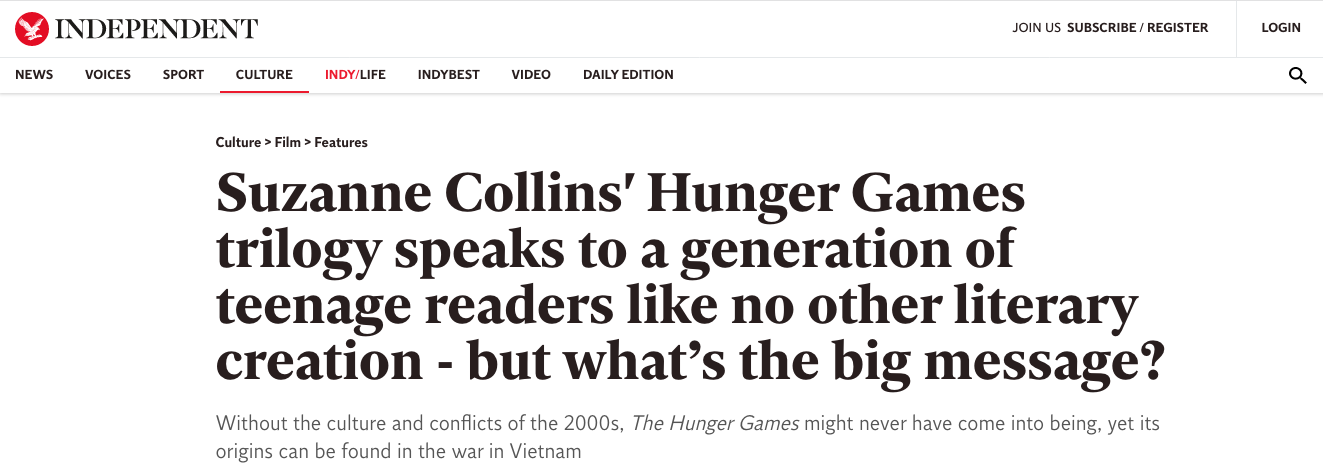 INDEPENDENT
JOIN US SUBSCRIBE / REGISTER
LOGIN
NEWS VOICES SPORT CULTURE INDY/LIFE INDYBEST VIDEO DAILY EDITION
Culture > Film > Features
Suzanne Collins' Hunger Games
trilogy speaks to a generation of
teenage readers like no other literary
creation - but what’s the big message?
Without the culture and conflicts of the 2000s, The Hunger Games might never have come into being, yet its
origins can be found in the war in Vietnam